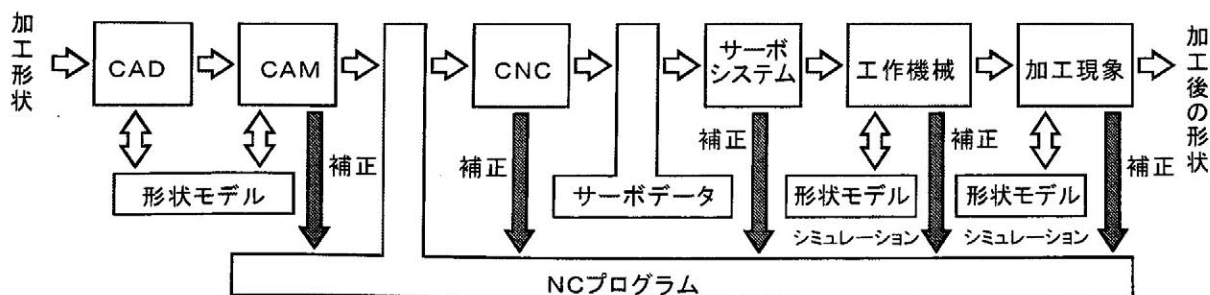 加工形状
CAD
CAM
CNC
サーボ
システム
工作機械
加工現象
加工後の形状
補正
補正
補正
補正
補正
形状モデル
サーボデータ
形状モデル
形状モデル
シミュレーション
シミュレーション
NCプログラム